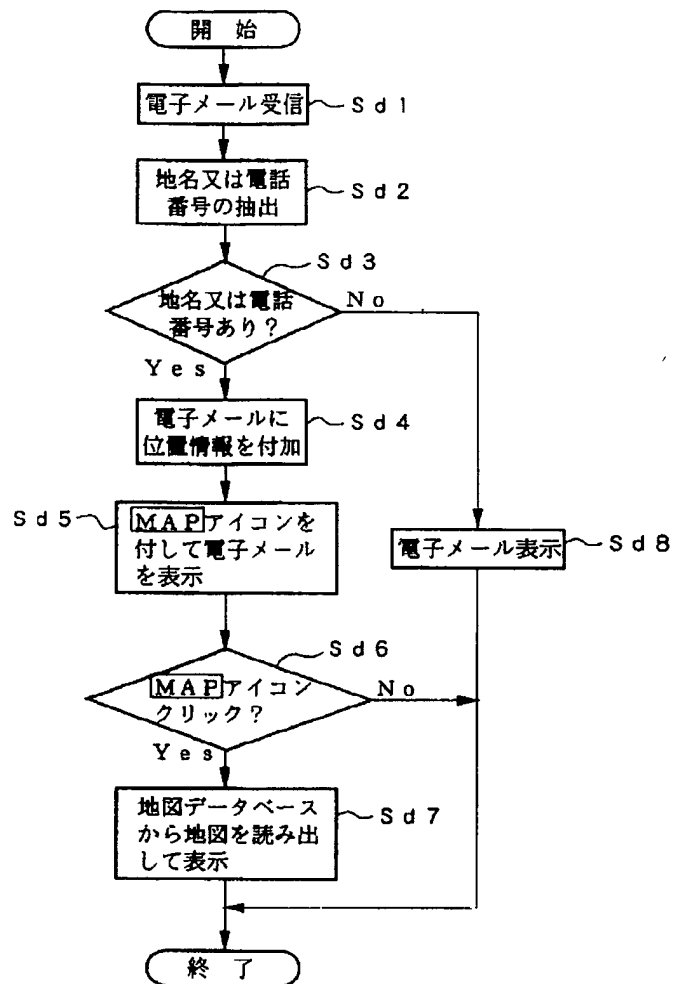 開 始
電子メール受信 Sd1
地名又は電話
番号の抽出
Sd2
Sd3
地名又は電話
番号あり?
No
Yes
電子メールに
位置情報を付加
Sd4
Sd5
MAPアイコンを
付して電子メール
を表示
電子メール表示 Sd8
Sd6
MAPアイコン
クリック?
No
Yes
地図データベース
から地図を読み出
して表示
Sd7
終 了